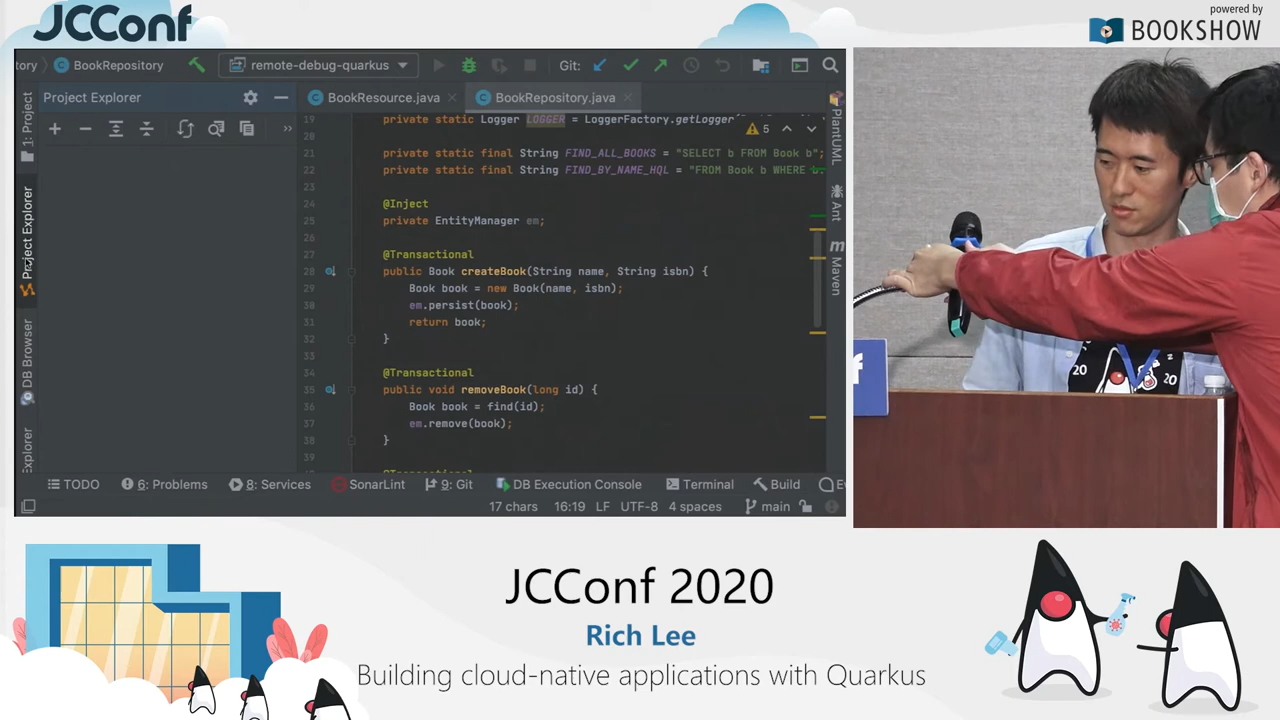 JCConf
powered by
BOOKSHOW
tory
BookRepository
remote-debug-quarkus
Git:
Project Explorer
BookResource.java
BookRepository.java
1: Project
Project Explorer
DB Browser
Explorer
19 private static Logger LOGGER = LoggerFactory.getLogger(
20
21 private static final String FIND_ALL_BOOKS = "SELECT b FROM Book b";
22 private static final String FIND_BY_NAME_HQL = "FROM Book b WHERE b.
23
24 @Inject
25 private EntityManager em;
26
27 @Transactional
28 public Book createBook(String name, String isbn) {
29 Book book = new Book(name, isbn);
30 em.persist(book);
31 return book;
32 }
33
34 @Transactional
35 public void removeBook(long id) {
36 Book book = find(id);
37 em.remove(book);
38 }
39
@Transactional
5
PlantUML
Ant
m
Maven
TODO
6: Problems
8: Services
SonarLint
9: Git
DB Execution Console
Terminal
Build
Ev
17 chars
16:19
LF
UTF-8
4 spaces
main
f
20
20
JCConf 2020
Rich Lee
Building cloud-native applications with Quarkus